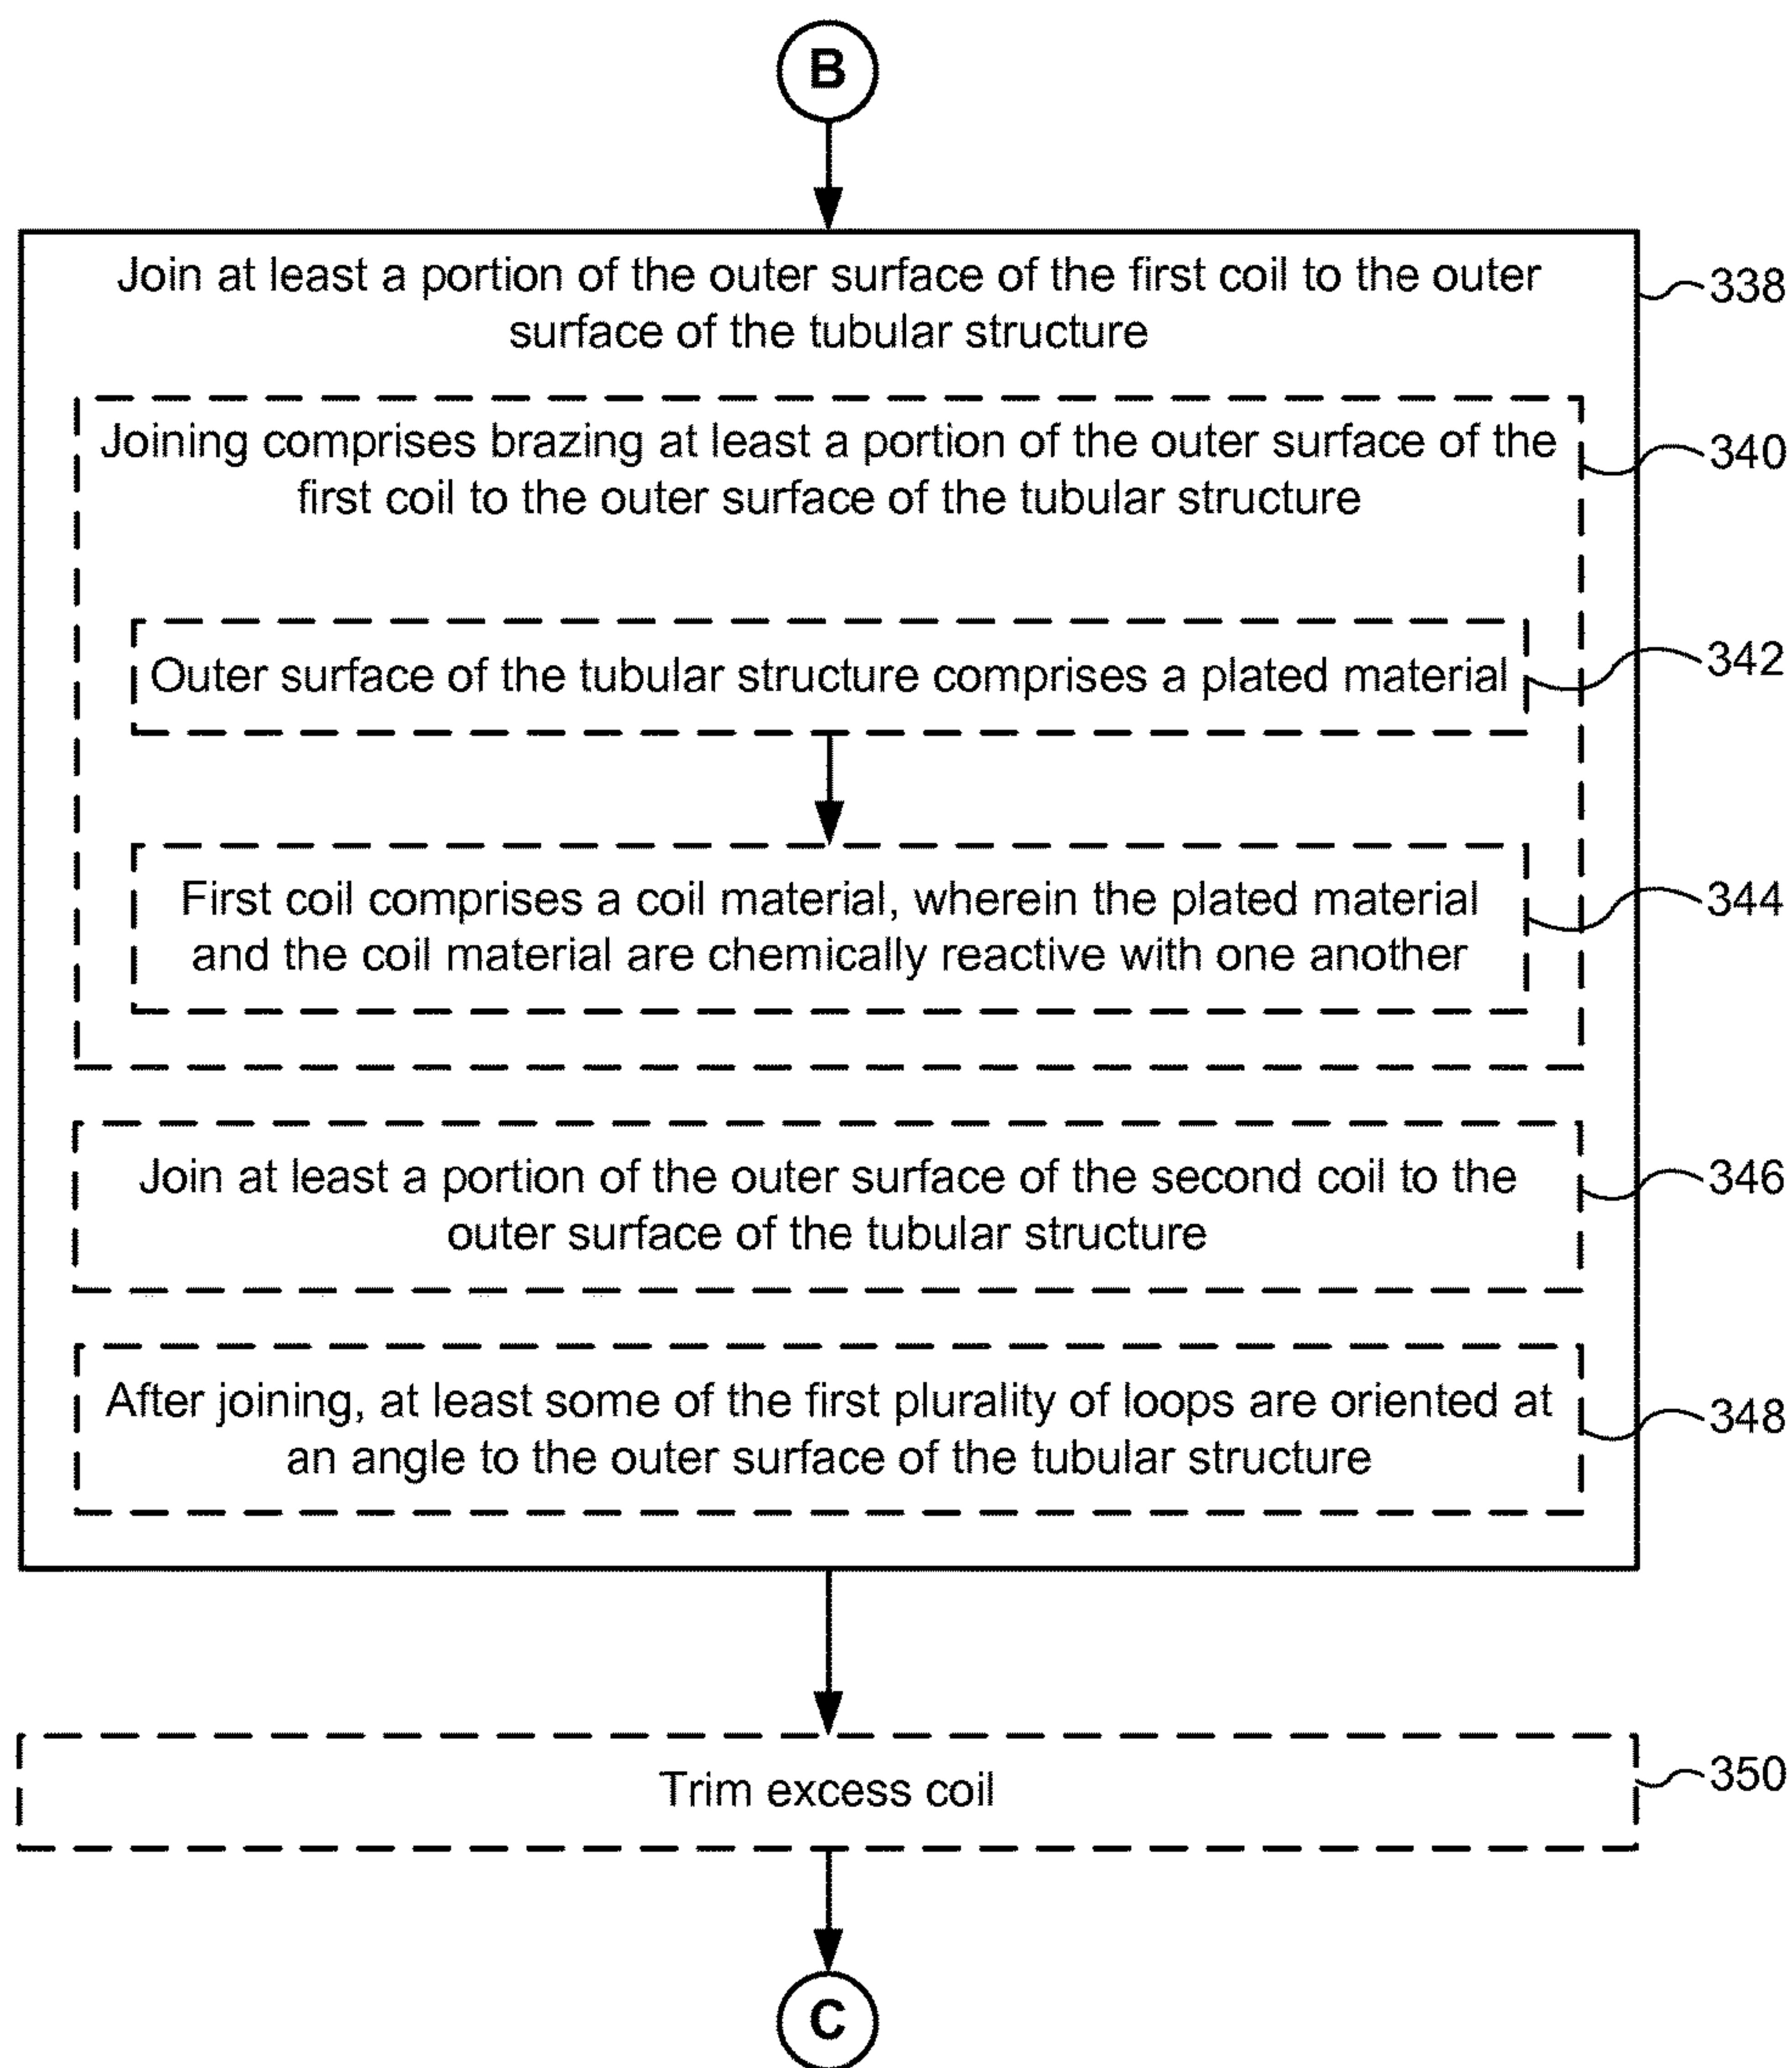 B
Join at least a portion of the outer surface of the first coil to the outer
surface of the tubular structure
338
Joining comprises brazing at least a portion of the outer surface of the
first coil to the outer surface of the tubular structure
340
Outer surface of the tubular structure comprises a plated material
342
First coil comprises a coil material, wherein the plated material
and the coil material are chemically reactive with one another
344
Join at least a portion of the outer surface of the second coil to the
outer surface of the tubular structure
346
After joining, at least some of the first plurality of loops are oriented at
an angle to the outer surface of the tubular structure
348
Trim excess coil
350
C